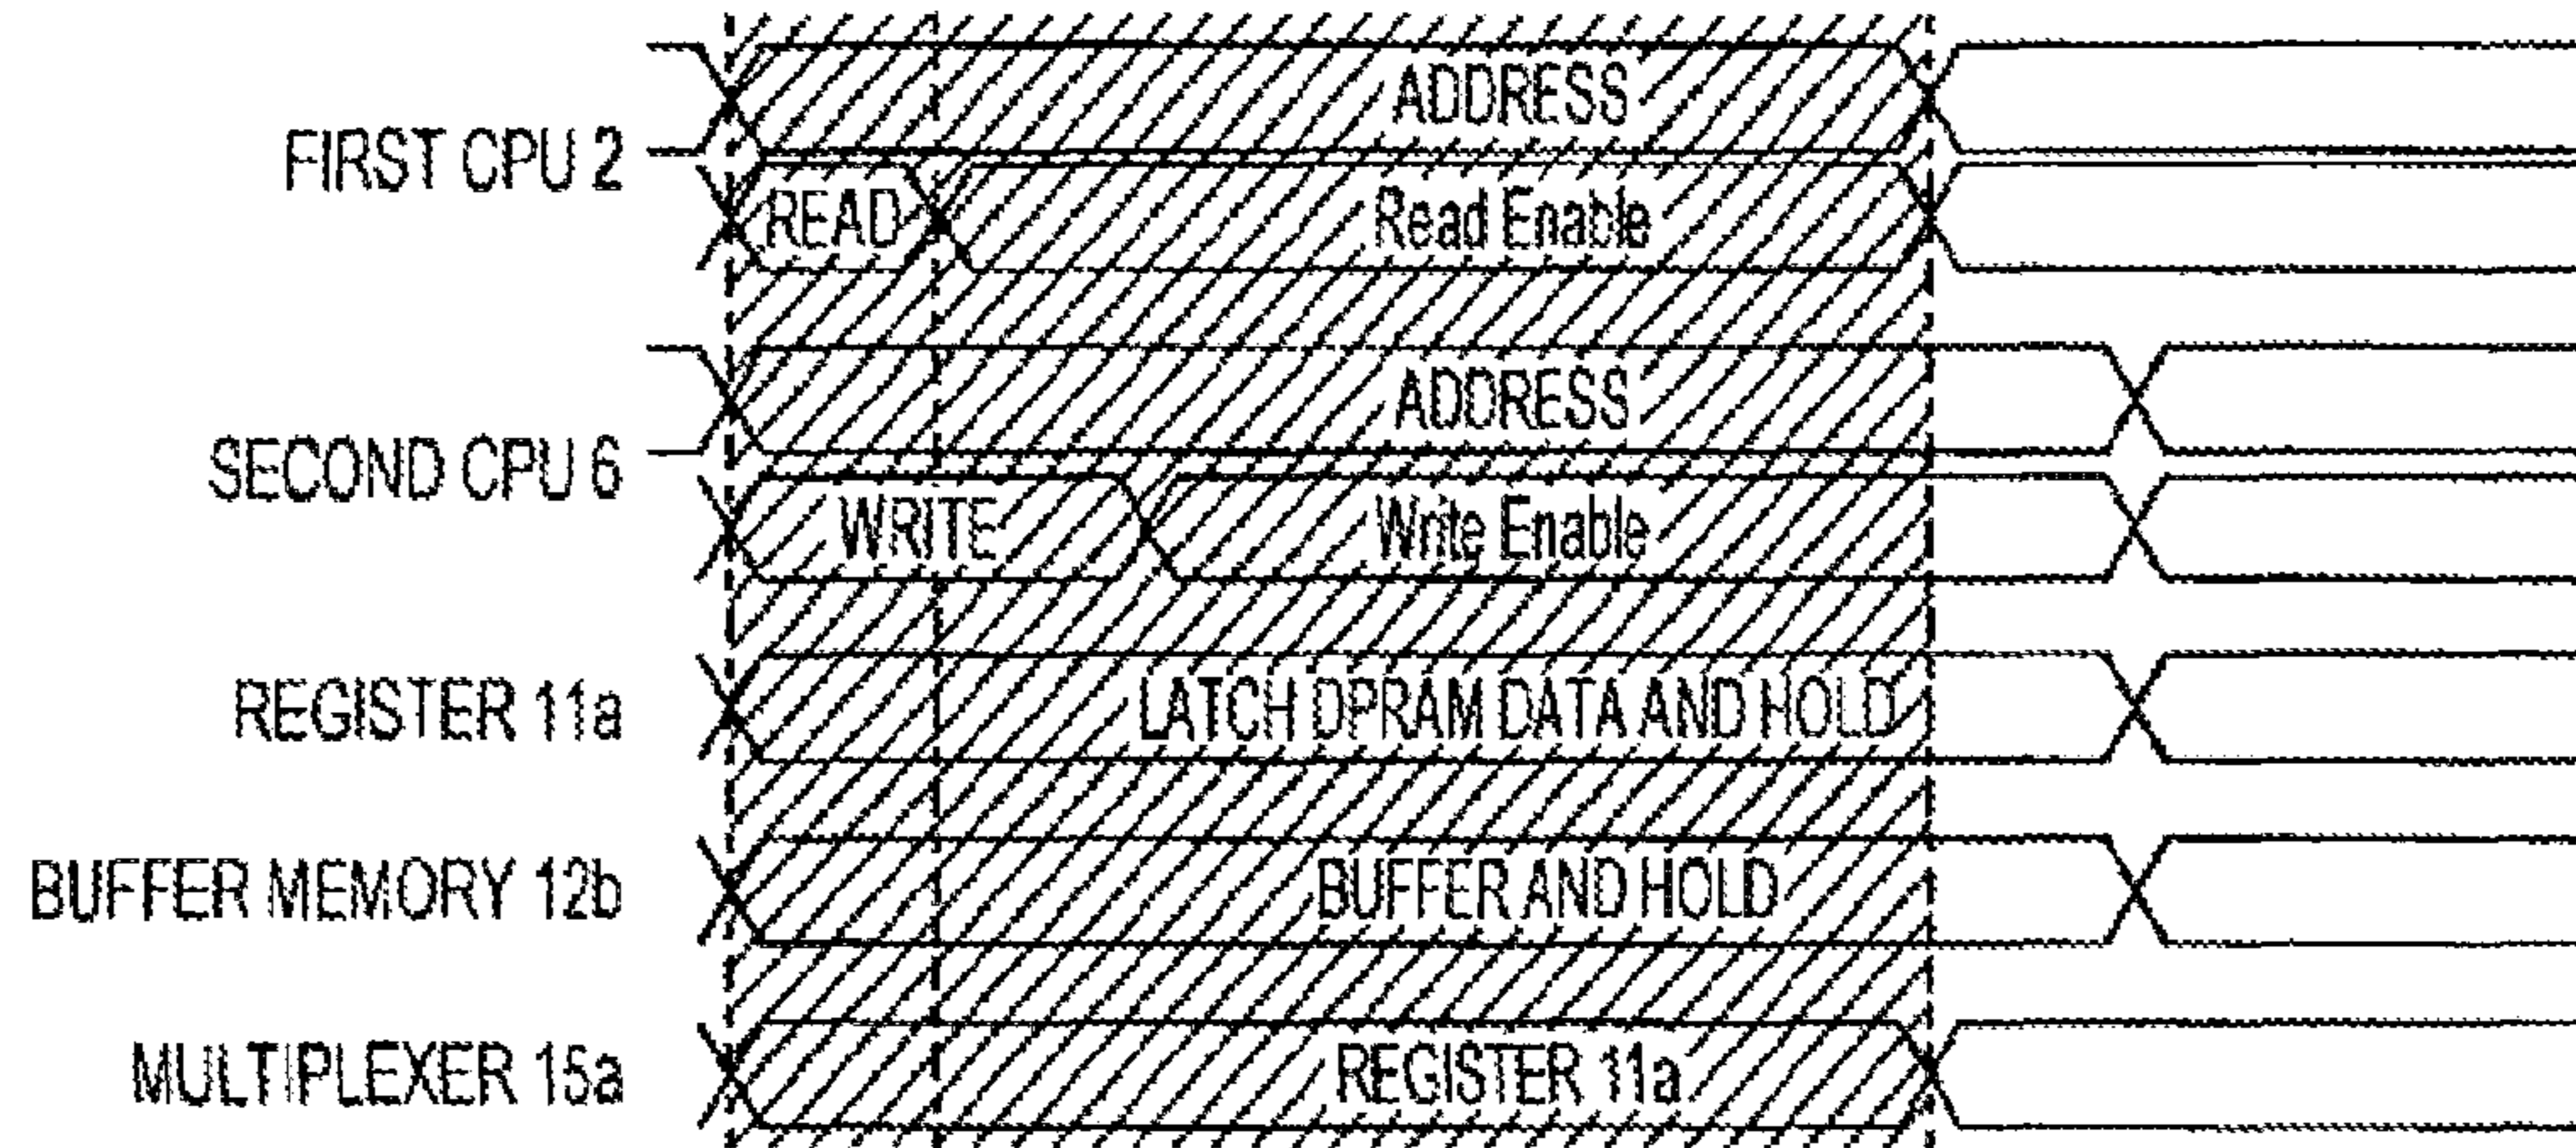 ADDRESS
FIRST CPU 2
READ Read Enable
ADDRESS
SECOND CPU 6
WRITE Write Enable
REGISTER 11a LATCH DPRAM DATA AND HOLD
BUFFER MEMORY 12b BUFFER AND HOLD
MULTIPLEXER 15a REGISTER 11a